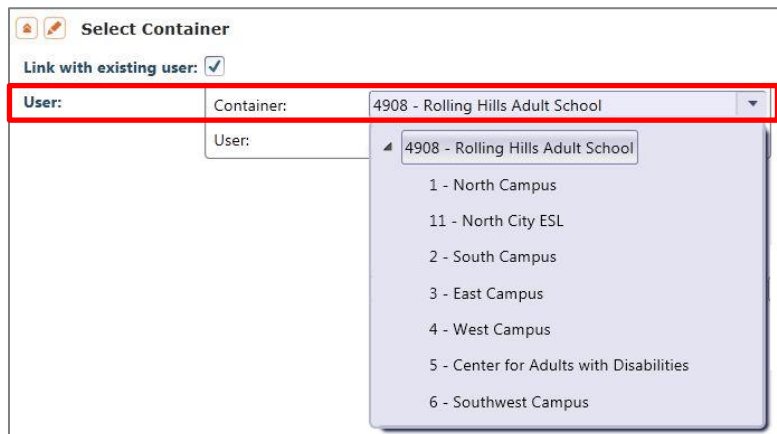 Select Container
Link with existing user:
User: Container: 4908 - Rolling Hills Adult School
User: 4908 - Rolling Hills Adult School
1 - North Campus
11 - North City ESL
2 - South Campus
3 - East Campus
4 - West Campus
5 - Center for Adults with Disabilities
6 - Southwest Campus